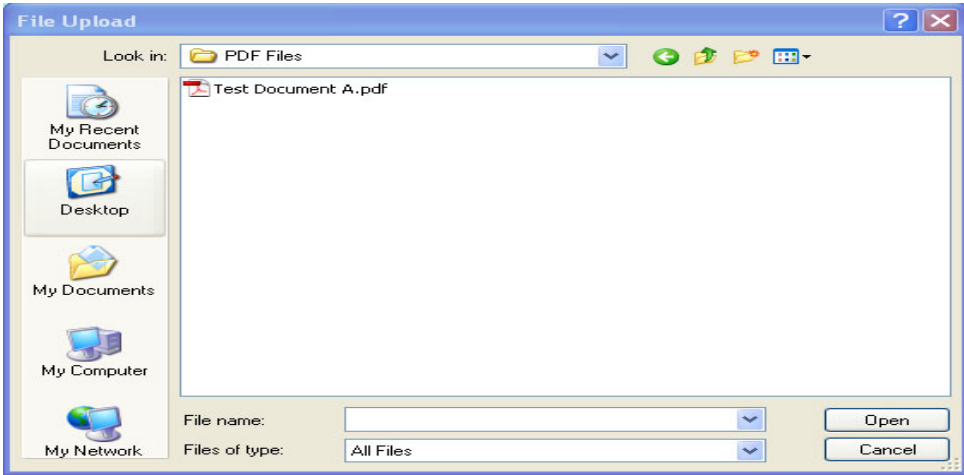 File Upload
Look in: PDF Files
Test Document A.pdf
My Recent
Documents
Desktop
My Documents
My Computer
My Network
File name:
Open
Files of type: All Files
Cancel